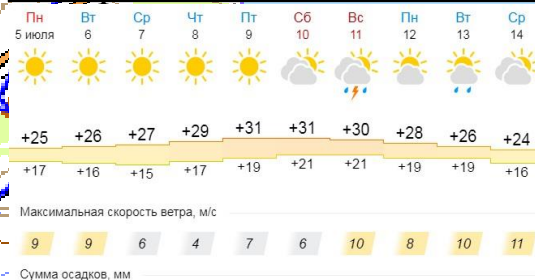 Пн Вт Ср Чт Пт Сб Вс Пн Вт Ср
5 июля 6 7 8 9 10 11 12 13 14
+25 +26 +27 +29 +31 +31 +30 +28 +26 +24
+17 +16 +15 +17 +19 +21 +21 +19 +19 +16
Максимальная скорость ветра, м/с
9 9 6 4 7 6 10 8 10 11
Сумма осадков, мм